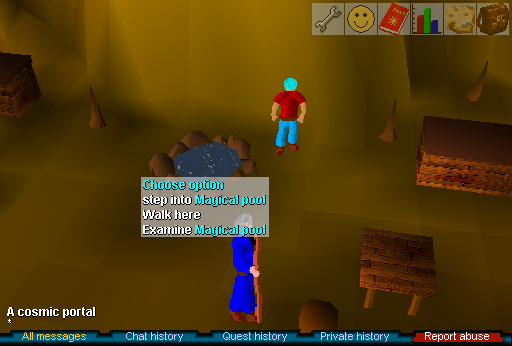 Choose option
step into Magical pool
Walk here
Examine Magical pool
A cosmic portal
*
All messages
Chat history
Quest history
Private history
Report abuse